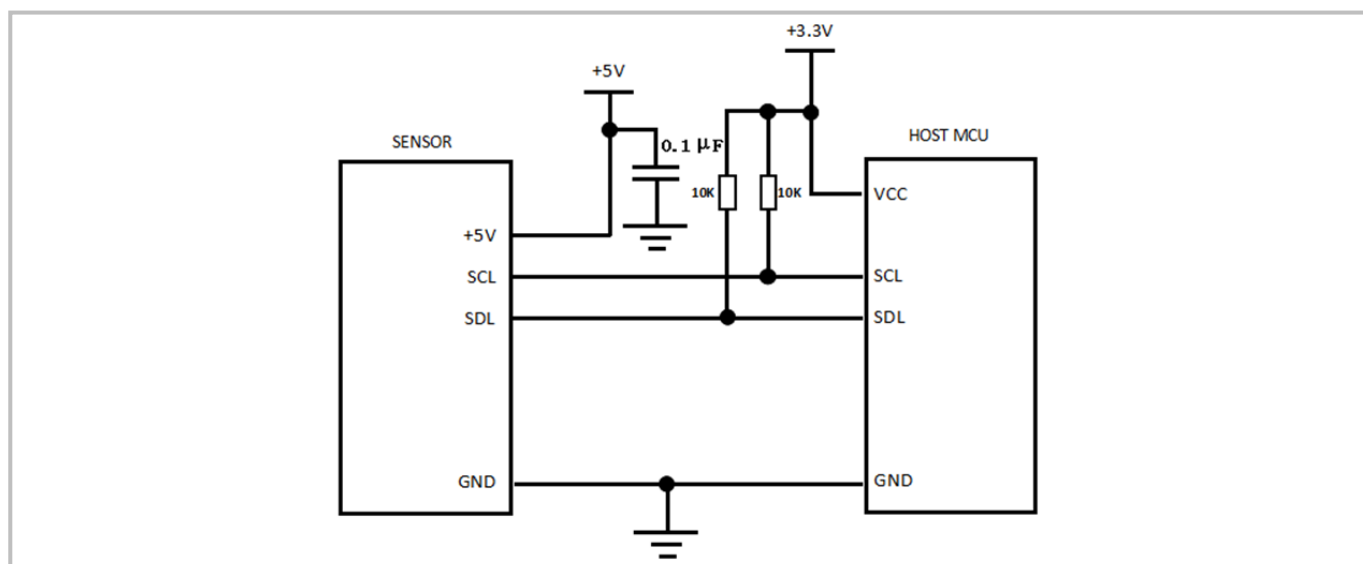 +3.3V
+5V
SENSOR
HOST MCU
0.1 μF
10K
10K
VCC
+5V
SCL
SCL
SDL
SDL
GND
GND